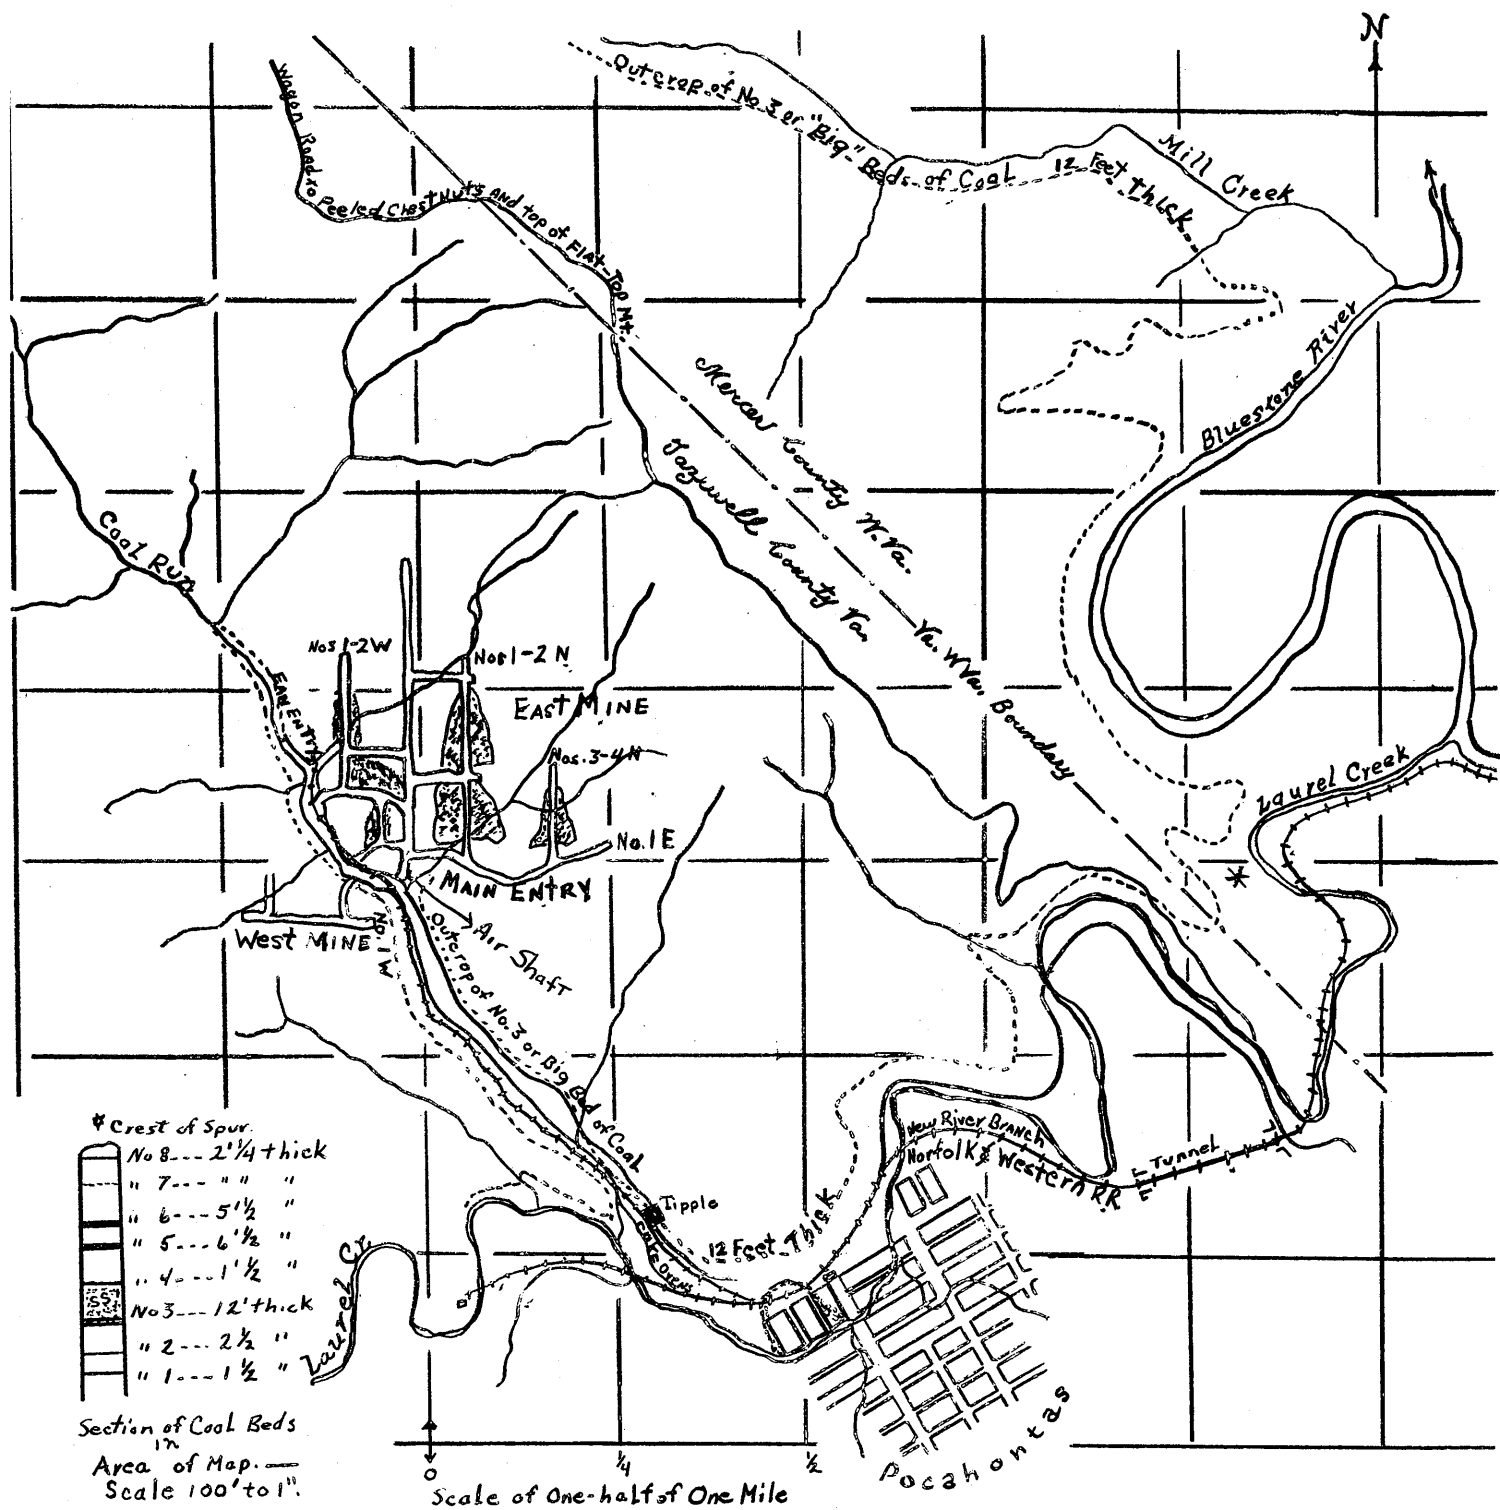 N
Wagon Road to Peeled Chestnuts and top of Flat-Top Mt.
Outcrop of No. 3 or "Big" Beds of Coal 12 Feet Thick
Mill Creek
Bluestone River
Mercer County W. Va.
Tazewell County Va.
Va. W Va. Boundary
Coal Run
Fan Entry
Nos 1-2 W
Nos 1-2 N
East Mine
Nos. 3-4 N
No. 1 E
Main Entry
Air Shaft
West Mine
No. 1 W
Laurel Creek
*
Outcrop of No. 3 or Big Bed of Coal
12 Feet Thick
Tipple
Coke Ovens
New River Branch
Norfolk & Western R.R.
Tunnel
Laurel Cr.
Pocahontas
* Crest of Spur.
No 8--- 2' 1/4 thick
" 7--- " " "
" 6--- 5' 1/2 "
" 5--- 6' 1/2 "
" 4--- 1' 1/2 "
SS
No 3--- 12' thick
" 2--- 2 1/2 "
" 1--- 1 1/2 "
Section of Coal Beds
in
Area of Map.—
Scale 100' to 1".
0 1/4 1/2
Scale of One-half of One Mile